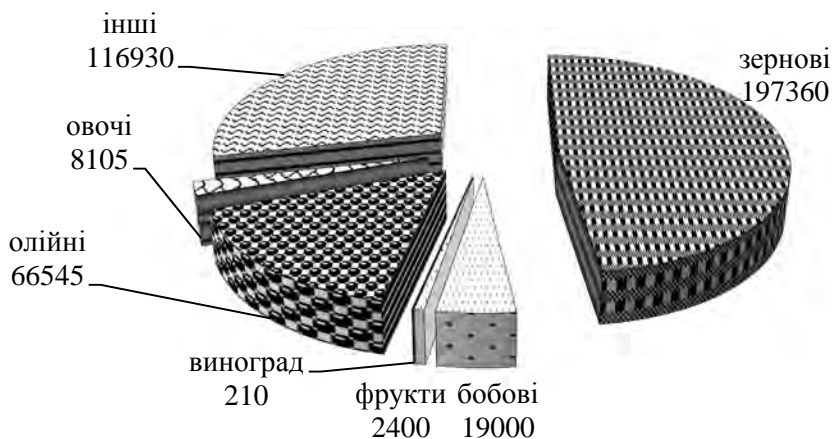 інші
116930
зернові
197360
овочі
8105
олійні
66545
виноград
210
фрукти
2400
бобові
19000